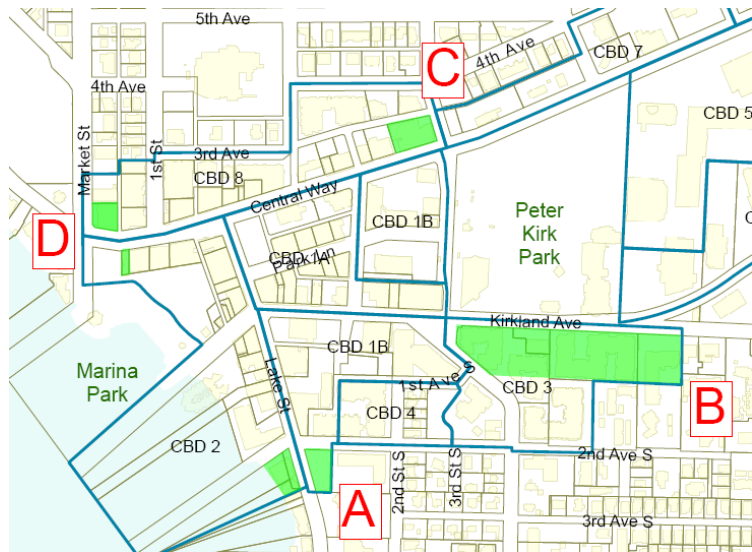 5th Ave
C
4th Ave
CBD 7
4th Ave
Market St
1st St
3rd Ave
CBD 8
CBD 5
Central Way
D
CBD 1B
Peter
Kirk
Park
CBD 1A
Park Ln
Kirkland Ave
Marina
Park
Lake St
CBD 1B
1st Ave S
CBD 3
CBD 4
B
CBD 2
2nd Ave S
A
2nd St S
3rd St S
3rd Ave S